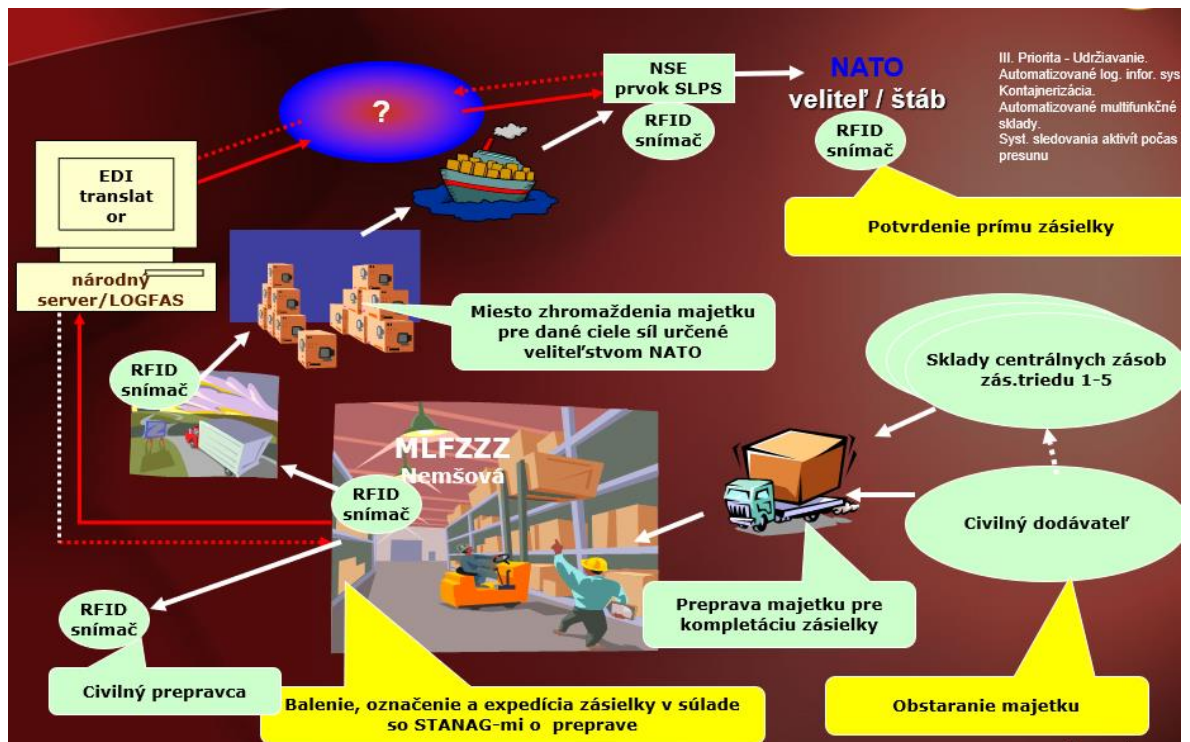 NSE
prvok SLPS
RFID
snímač
NATO
veliteľ / štáb
RFID
snímač
III. Priorita - Udržiavanie.
Automatizované log. infor. sys
Kontajnerizácia.
Automatizované multifunkčné
sklady.
Syst. sledovania aktivít počas
presunu
?
EDI
translat
or
národný
server/LOGFAS
Potvrdenie prímu zásielky
Miesto zhromaždenia majetku
pre dané ciele síl určené
veliteľstvom NATO
Sklady centrálnych zásob
zás.triedu 1-5
RFID
snímač
MLFZZZ
Nemšová
RFID
snímač
Civilný dodávateľ
RFID
snímač
Preprava majetku pre
kompletáciu zásielky
Civilný prepravca
Balenie, označenie a expedícia zásielky v súlade
so STANAG-mi o preprave
Obstaranie majetku